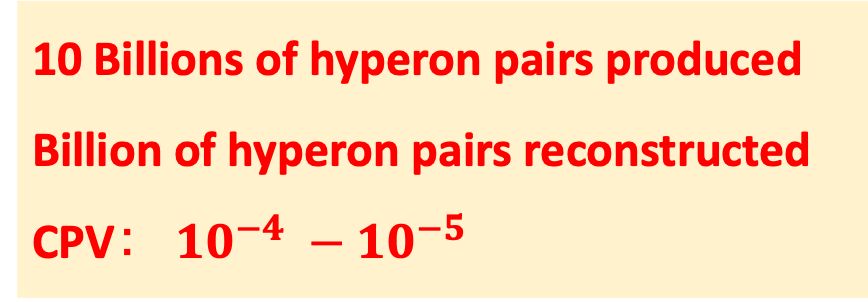 10 Billions of hyperon pairs produced
Billion of hyperon pairs reconstructed
CPV： 10⁻⁴ – 10⁻⁵